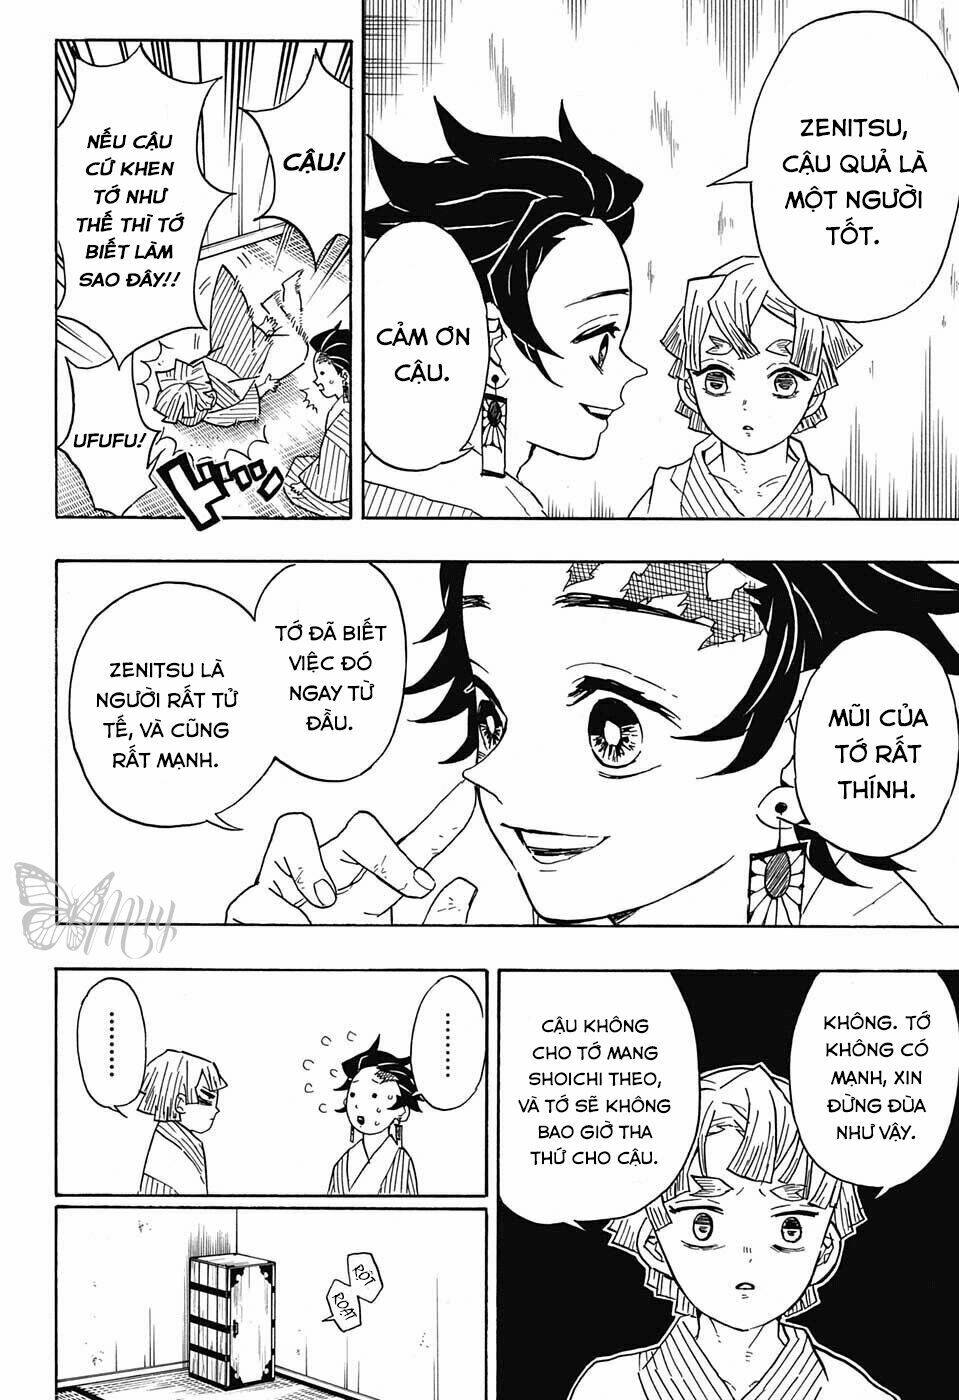 ZENITSU,
CẬU QUẢ LÀ
MỘT NGƯỜI
TỐT.
CẢM ƠN
CẬU.
CẬU!
NẾU CẬU
CỨ KHEN
TỚ NHƯ
THẾ THÌ TỚ
BIẾT LÀM
SAO ĐÂY!!
UFUFU!
MŨI CỦA
TỚ RẤT
THÍNH.
TỚ ĐÃ BIẾT
VIỆC ĐÓ
NGAY TỪ
ĐẦU.
ZENITSU LÀ
NGƯỜI RẤT TỬ
TẾ, VÀ CŨNG
RẤT MẠNH.
KHÔNG. TỚ
KHÔNG CÓ
MẠNH, XIN
ĐỪNG ĐÙA
NHƯ VẬY.
CẬU KHÔNG
CHO TỚ MANG
SHOICHI THEO,
VÀ TỚ SẼ KHÔNG
BAO GIỜ THA
THỨ CHO CẬU.
.........
.........
RỘT
ROẠT